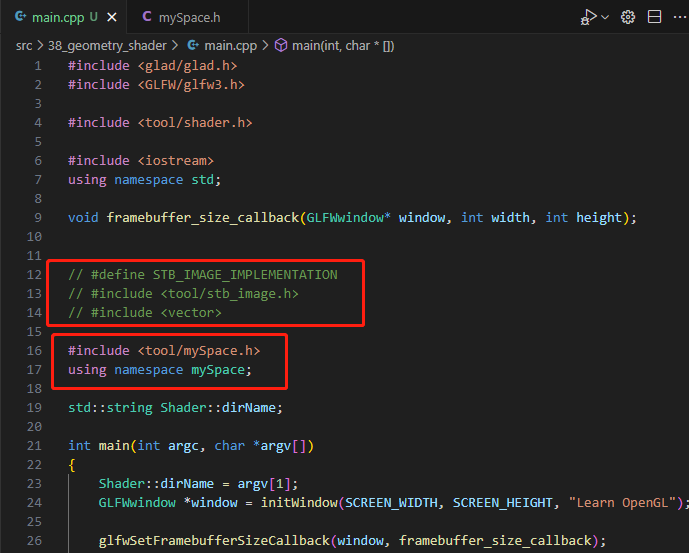 main.cpp U mySpace.h
src > 38_geometry_shader > main.cpp > main(int, char * [])
1 #include <glad/glad.h>
2 #include <GLFW/glfw3.h>
3
4 #include <tool/shader.h>
5
6 #include <iostream>
7 using namespace std;
8
9 void framebuffer_size_callback(GLFWwindow* window, int width, int height);
10
11
12 // #define STB_IMAGE_IMPLEMENTATION
13 // #include <tool/stb_image.h>
14 // #include <vector>
15
16 #include <tool/mySpace.h>
17 using namespace mySpace;
18
19 std::string Shader::dirName;
20
21 int main(int argc, char *argv[])
22 {
23 Shader::dirName = argv[1];
24 GLFWwindow *window = initWindow(SCREEN_WIDTH, SCREEN_HEIGHT, "Learn OpenGL");
25
26 glfwSetFramebufferSizeCallback(window, framebuffer_size_callback);